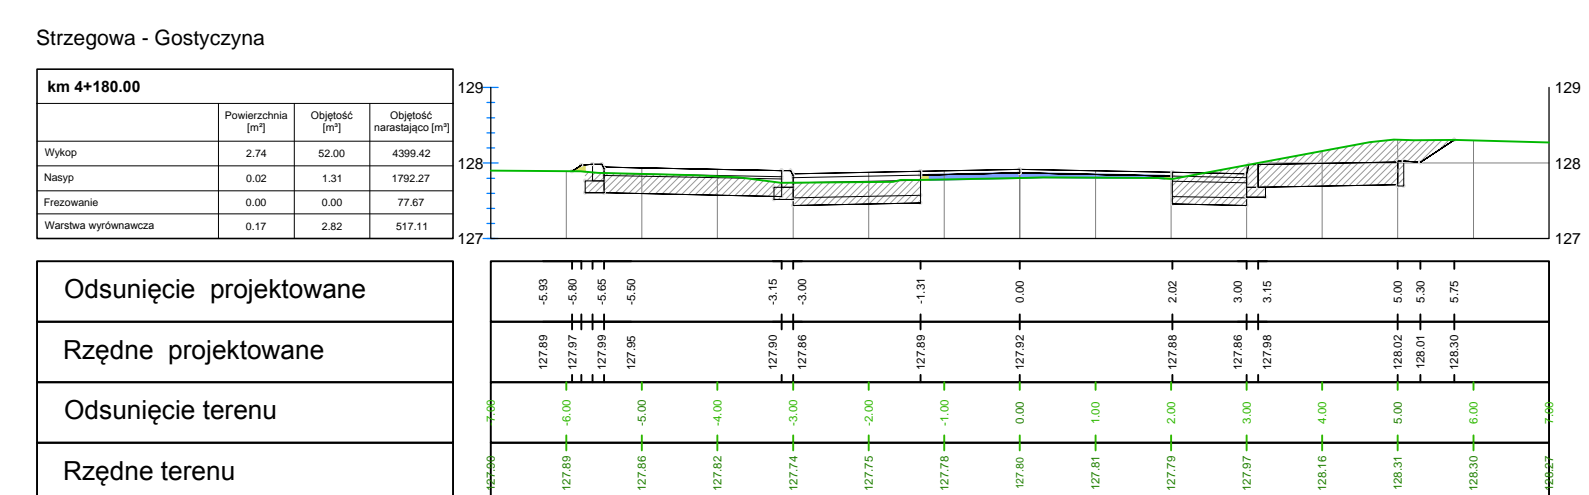 Strzegowa - Gostyczyna
km 4+180.00
Powierzchnia [m²] Objętość [m³] Objętość narastająco [m³]
Wykop 2.74 52.00 4399.42
Nasyp 0.02 1.31 1792.27
Frezowanie 0.00 0.00 77.67
Warstwa wyrównawcza 0.17 2.82 517.11
129 129
128 128
127 127
Odsunięcie projektowane -5.93 -5.80 -5.65 -5.50 -3.15 -3.00 -1.31 0.00 2.02 3.00 3.15 5.00 5.30 5.75
Rzędne projektowane 127.89 127.97 127.99 127.95 127.90 127.86 127.89 127.92 127.88 127.86 127.98 128.02 128.01 128.30
Odsunięcie terenu -6.00 -5.00 -4.00 -3.00 -2.00 -1.00 0.00 1.00 2.00 3.00 4.00 5.00 6.00
Rzędne terenu 127.89 127.86 127.82 127.74 127.75 127.78 127.80 127.81 127.79 127.97 128.16 128.31 128.30 128.27